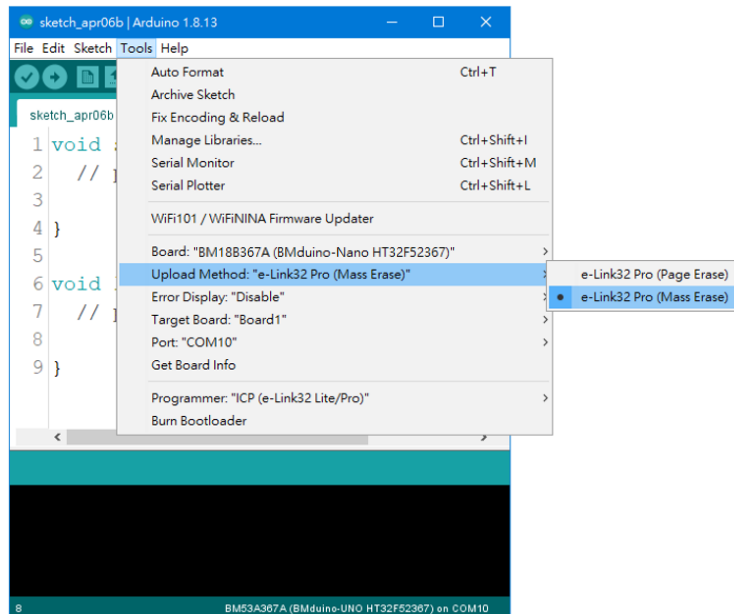 sketch_apr06b | Arduino 1.8.13
File Edit Sketch Tools Help
sketch_apr06b
Auto Format Ctrl+T
Archive Sketch
Fix Encoding & Reload
Manage Libraries... Ctrl+Shift+I
Serial Monitor Ctrl+Shift+M
Serial Plotter Ctrl+Shift+L
WiFi101 / WiFiNINA Firmware Updater
Board: "BM18B367A (BMduino-Nano HT32F52367)"
Upload Method: "e-Link32 Pro (Mass Erase)"
Error Display: "Disable"
Target Board: "Board1"
Port: "COM10"
Get Board Info
Programmer: "ICP (e-Link32 Lite/Pro)"
Burn Bootloader
e-Link32 Pro (Page Erase)
e-Link32 Pro (Mass Erase)
1 void
2 //
3
4 }
5
6 void
7 //
8
9 }
8 BM53A367A (BMduino-UNO HT32F52367) on COM10